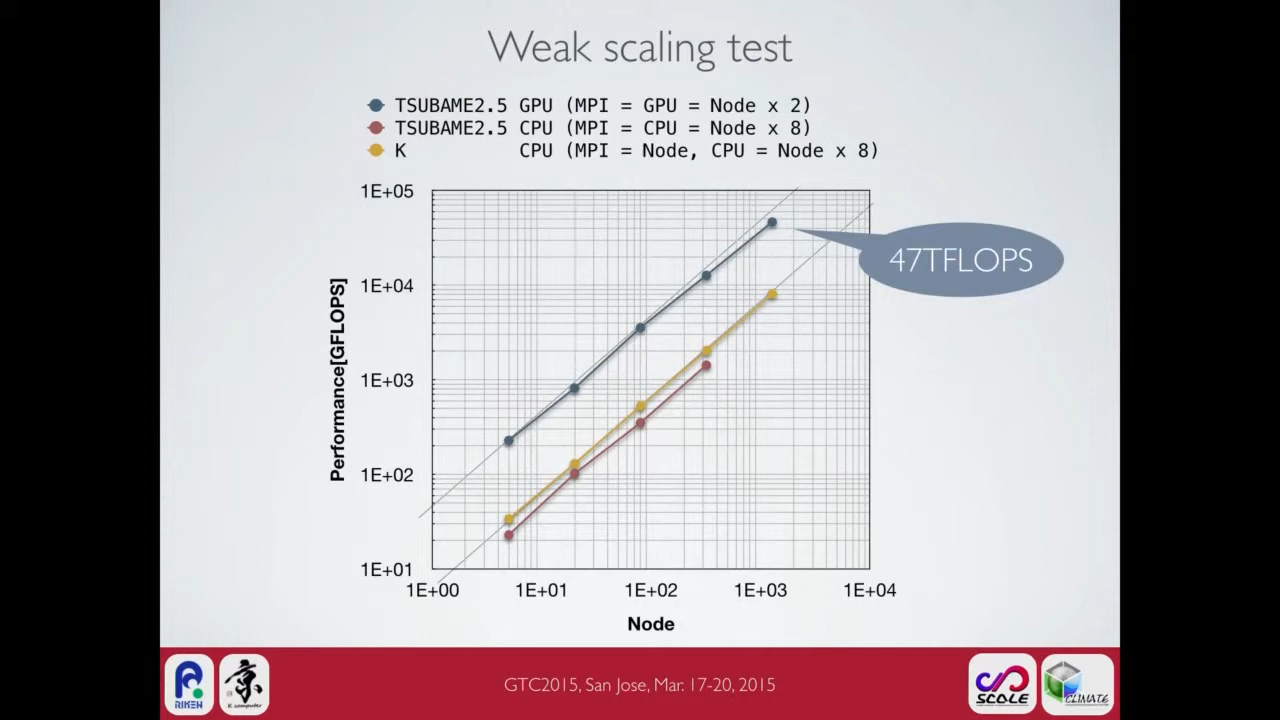 Weak scaling test
TSUBAME2.5 GPU (MPI = GPU = Node x 2)
TSUBAME2.5 CPU (MPI = CPU = Node x 8)
K CPU (MPI = Node, CPU = Node x 8)
1E+05
1E+04
1E+03
1E+02
1E+01
Performance[GFLOPS]
47TFLOPS
1E+00 1E+01 1E+02 1E+03 1E+04
Node
RIKEN
京
K computer
GTC2015, San Jose, Mar. 17-20, 2015
SCALE
CLIMATE